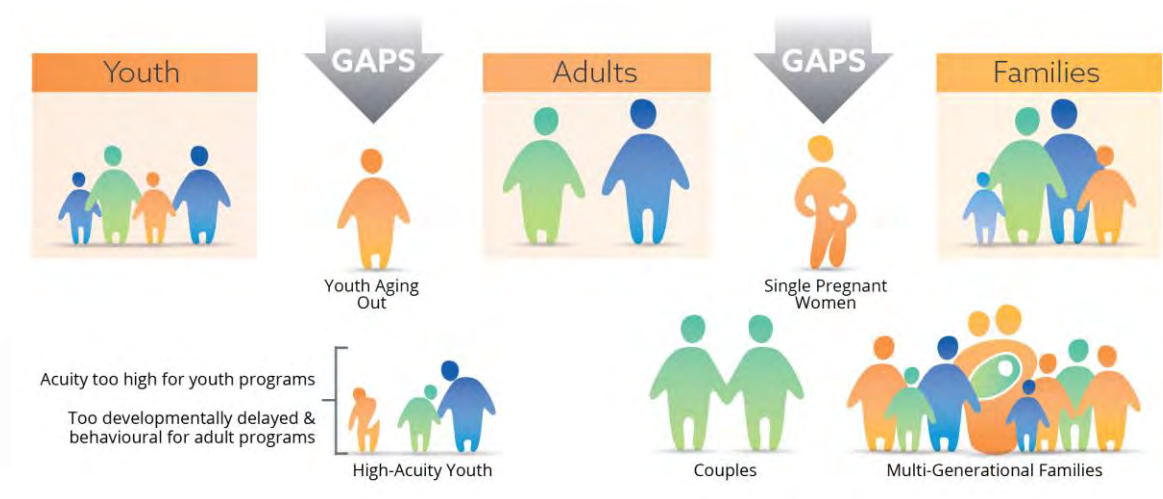 Youth
GAPS
Adults
GAPS
Families
Youth Aging
Out
Single Pregnant
Women
Acuity too high for youth programs
Too developmentally delayed &
behavioural for adult programs
High-Acuity Youth
Couples
Multi-Generational Families